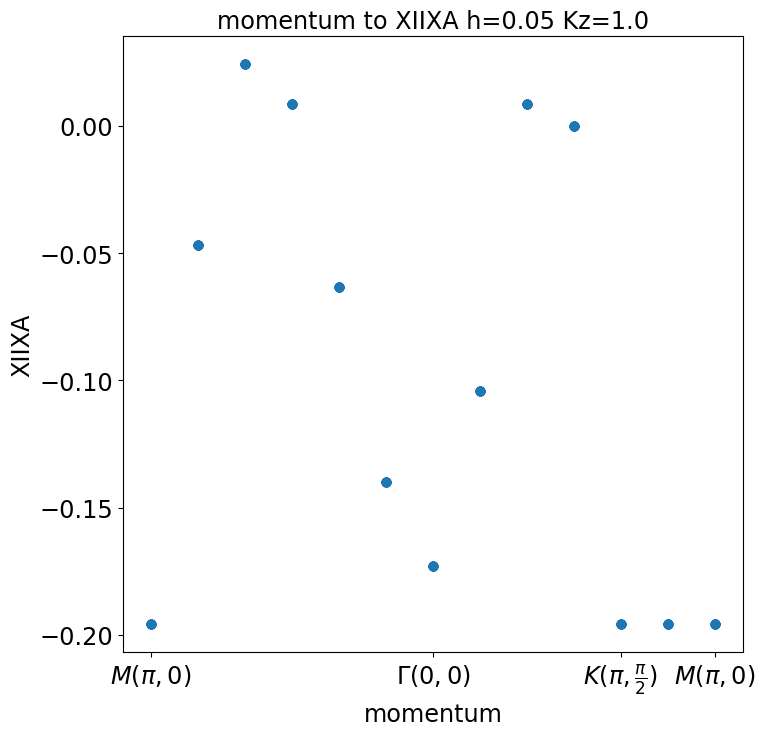 momentum to XIIXA h=0.05 Kz=1.0
0.00
−0.05
−0.10
−0.15
−0.20
XIIXA
M(π, 0) Γ(0, 0) K(π, π/2) M(π, 0)
momentum